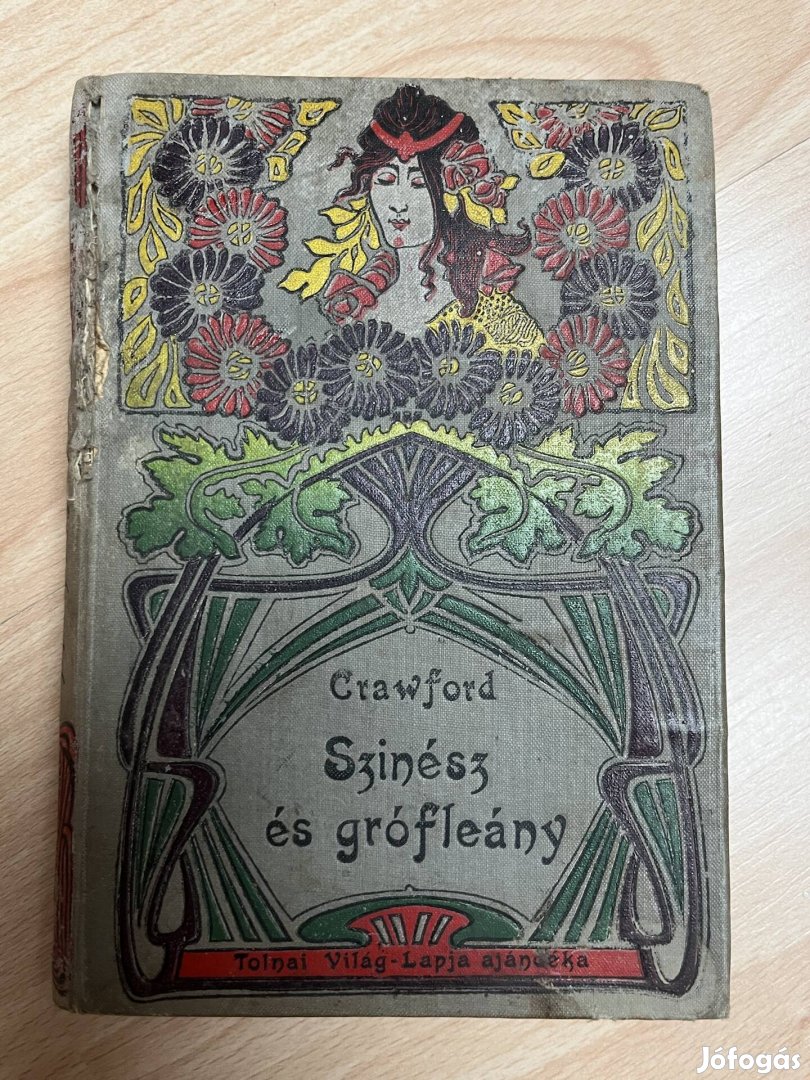 Crawford
Szinész
és grófleány
Tolnai Világ-Lapja ajándéka
Jófogás